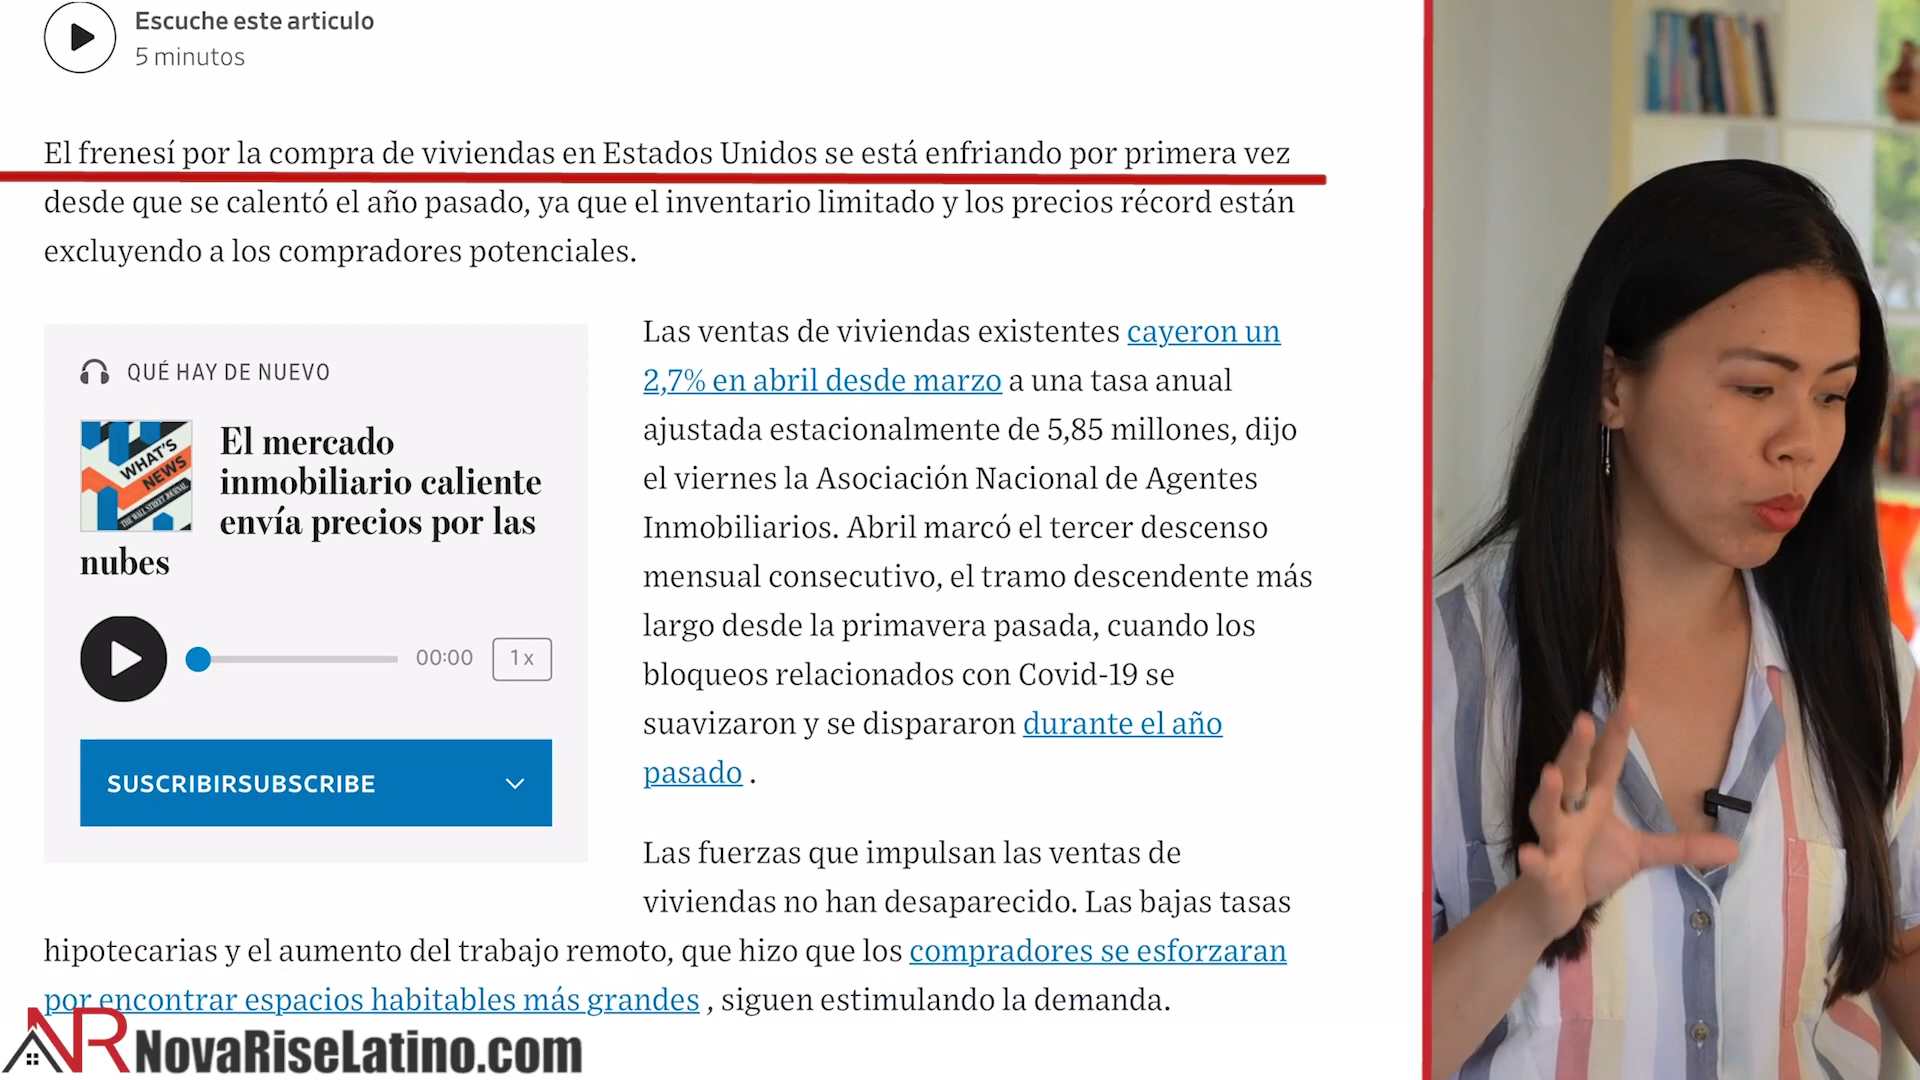 Escuche este articulo
5 minutos
El frenesí por la compra de viviendas en Estados Unidos se está enfriando por primera vez
desde que se calentó el año pasado, ya que el inventario limitado y los precios récord están
excluyendo a los compradores potenciales.
QUÉ HAY DE NUEVO
WHAT'S
NEWS
THE WALL STREET JOURNAL
El mercado
inmobiliario caliente
envía precios por las
nubes
00:00
1x
SUSCRIBIRSUBSCRIBE
Las ventas de viviendas existentes cayeron un
2,7% en abril desde marzo a una tasa anual
ajustada estacionalmente de 5,85 millones, dijo
el viernes la Asociación Nacional de Agentes
Inmobiliarios. Abril marcó el tercer descenso
mensual consecutivo, el tramo descendente más
largo desde la primavera pasada, cuando los
bloqueos relacionados con Covid-19 se
suavizaron y se dispararon durante el año
pasado .
Las fuerzas que impulsan las ventas de
viviendas no han desaparecido. Las bajas tasas
hipotecarias y el aumento del trabajo remoto, que hizo que los compradores se esforzaran
por encontrar espacios habitables más grandes , siguen estimulando la demanda.
NR NovaRiseLatino.com